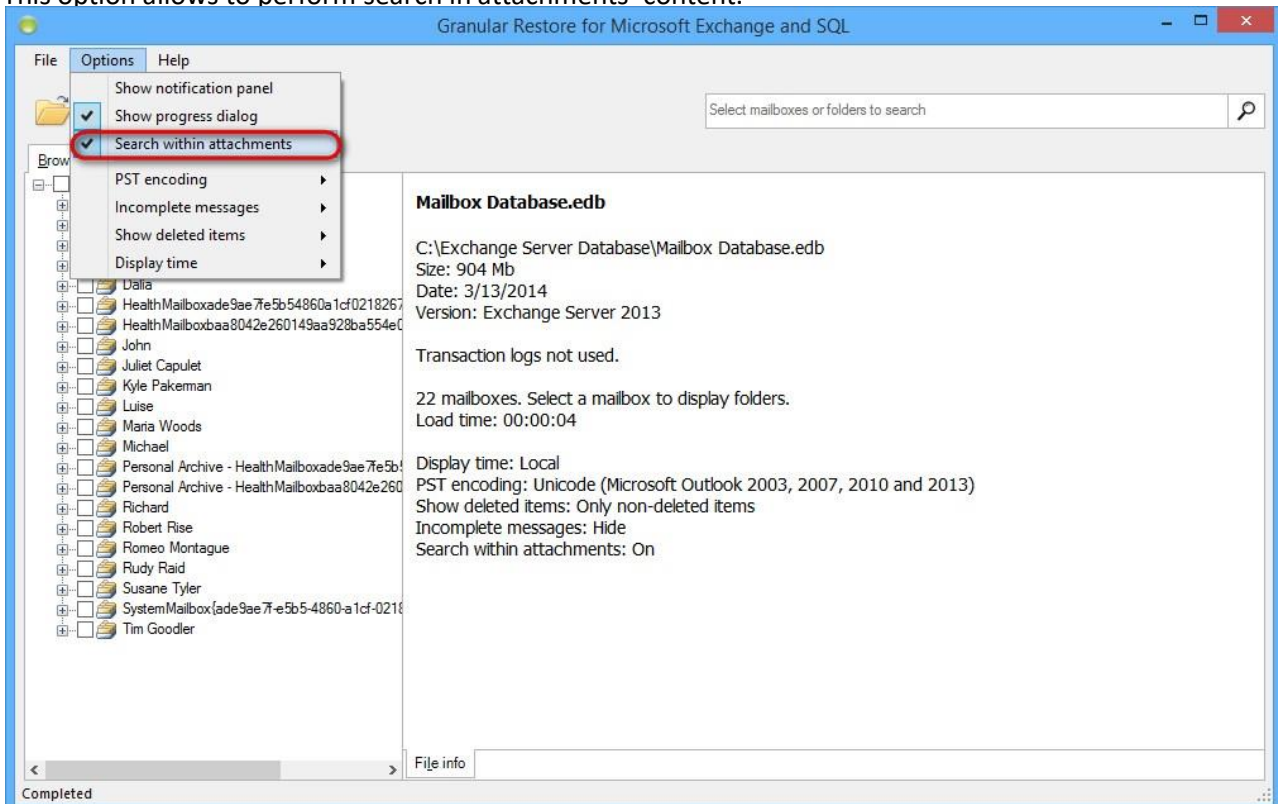 This option allows to perform search in attachments' content.
Granular Restore for Microsoft Exchange and SQL
File Options Help
Show notification panel
Show progress dialog
Search within attachments
PST encoding
Incomplete messages
Show deleted items
Display time
Select mailboxes or folders to search
Brow
Dalia
HealthMailboxade9ae7fe5b54860a1cf0218267
HealthMailboxbaa8042e260149aa928ba554e0
John
Juliet Capulet
Kyle Pakerman
Luise
Maria Woods
Michael
Personal Archive - HealthMailboxade9ae7fe5b5
Personal Archive - HealthMailboxbaa8042e260
Richard
Robert Rise
Romeo Montague
Rudy Raid
Susane Tyler
SystemMailbox{ade9ae7f-e5b5-4860-a1cf-0218
Tim Goodler
Mailbox Database.edb
C:\Exchange Server Database\Mailbox Database.edb
Size: 904 Mb
Date: 3/13/2014
Version: Exchange Server 2013
Transaction logs not used.
22 mailboxes. Select a mailbox to display folders.
Load time: 00:00:04
Display time: Local
PST encoding: Unicode (Microsoft Outlook 2003, 2007, 2010 and 2013)
Show deleted items: Only non-deleted items
Incomplete messages: Hide
Search within attachments: On
File info
Completed